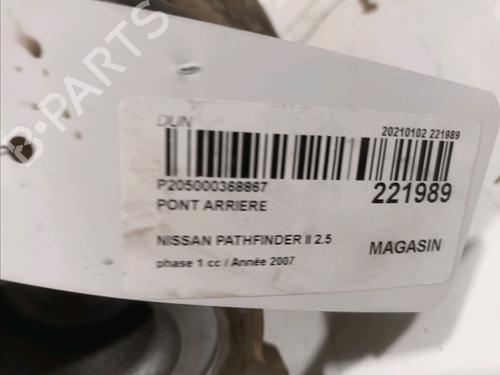 B-PARTS
DUN
20210102 221989
P205000368867
221989
PONT ARRIERE
NISSAN PATHFINDER II 2.5
MAGASIN
phase 1 cc / Année 2007